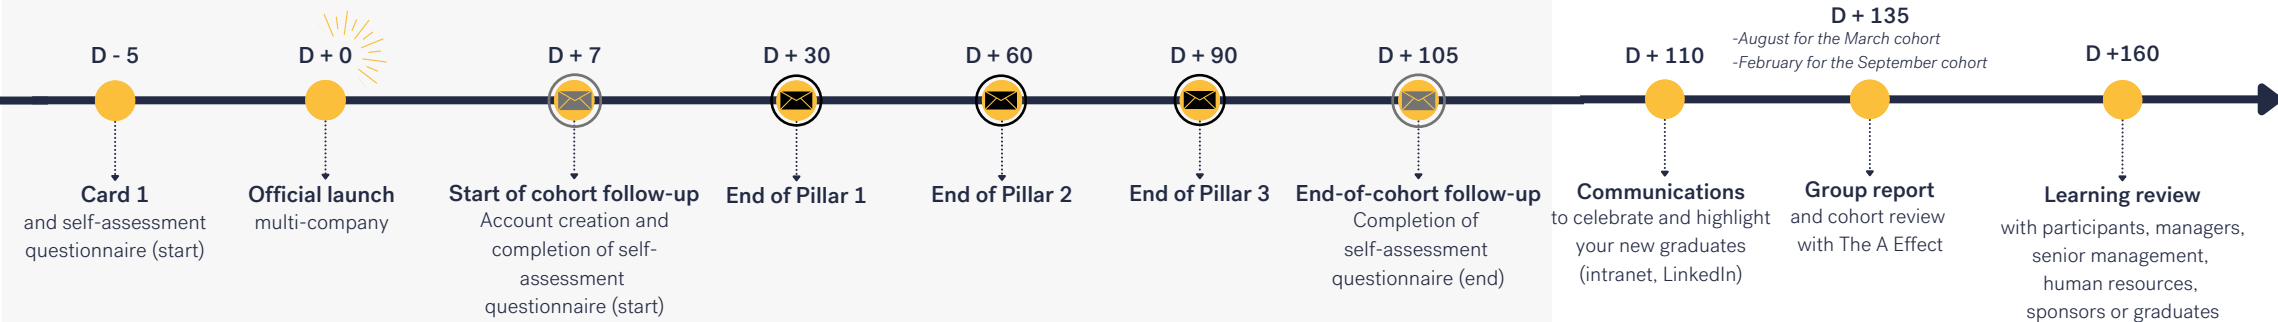 D - 5
Card 1
and self-assessment
questionnaire (start)
D + 0
Official launch
multi-company
D + 7
Start of cohort follow-up
Account creation and
completion of self-
assessment
questionnaire (start)
D + 30
End of Pillar 1
D + 60
End of Pillar 2
D + 90
End of Pillar 3
D + 105
End-of-cohort follow-up
Completion of
self-assessment
questionnaire (end)
D + 110
Communications
to celebrate and highlight
your new graduates
(intranet, LinkedIn)
D + 135
-August for the March cohort
-February for the September cohort
Group report
and cohort review
with The A Effect
D +160
Learning review
with participants, managers,
senior management,
human resources,
sponsors or graduates